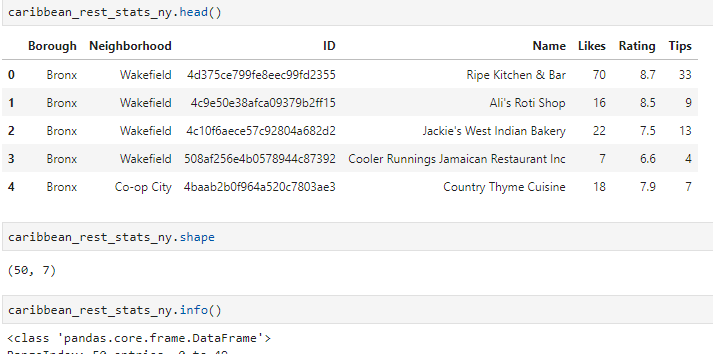 caribbean_rest_stats_ny.head()
Borough Neighborhood ID Name Likes Rating Tips
0 Bronx Wakefield 4d375ce799fe8eec99fd2355 Ripe Kitchen & Bar 70 8.7 33
1 Bronx Wakefield 4c9e50e38afca09379b2ff15 Ali's Roti Shop 16 8.5 9
2 Bronx Wakefield 4c10f6aece57c92804a682d2 Jackie's West Indian Bakery 22 7.5 13
3 Bronx Wakefield 508af256e4b0578944c87392 Cooler Runnings Jamaican Restaurant Inc 7 6.6 4
4 Bronx Co-op City 4baab2b0f964a520c7803ae3 Country Thyme Cuisine 18 7.9 7
caribbean_rest_stats_ny.shape
(50, 7)
caribbean_rest_stats_ny.info()
<class 'pandas.core.frame.DataFrame'>